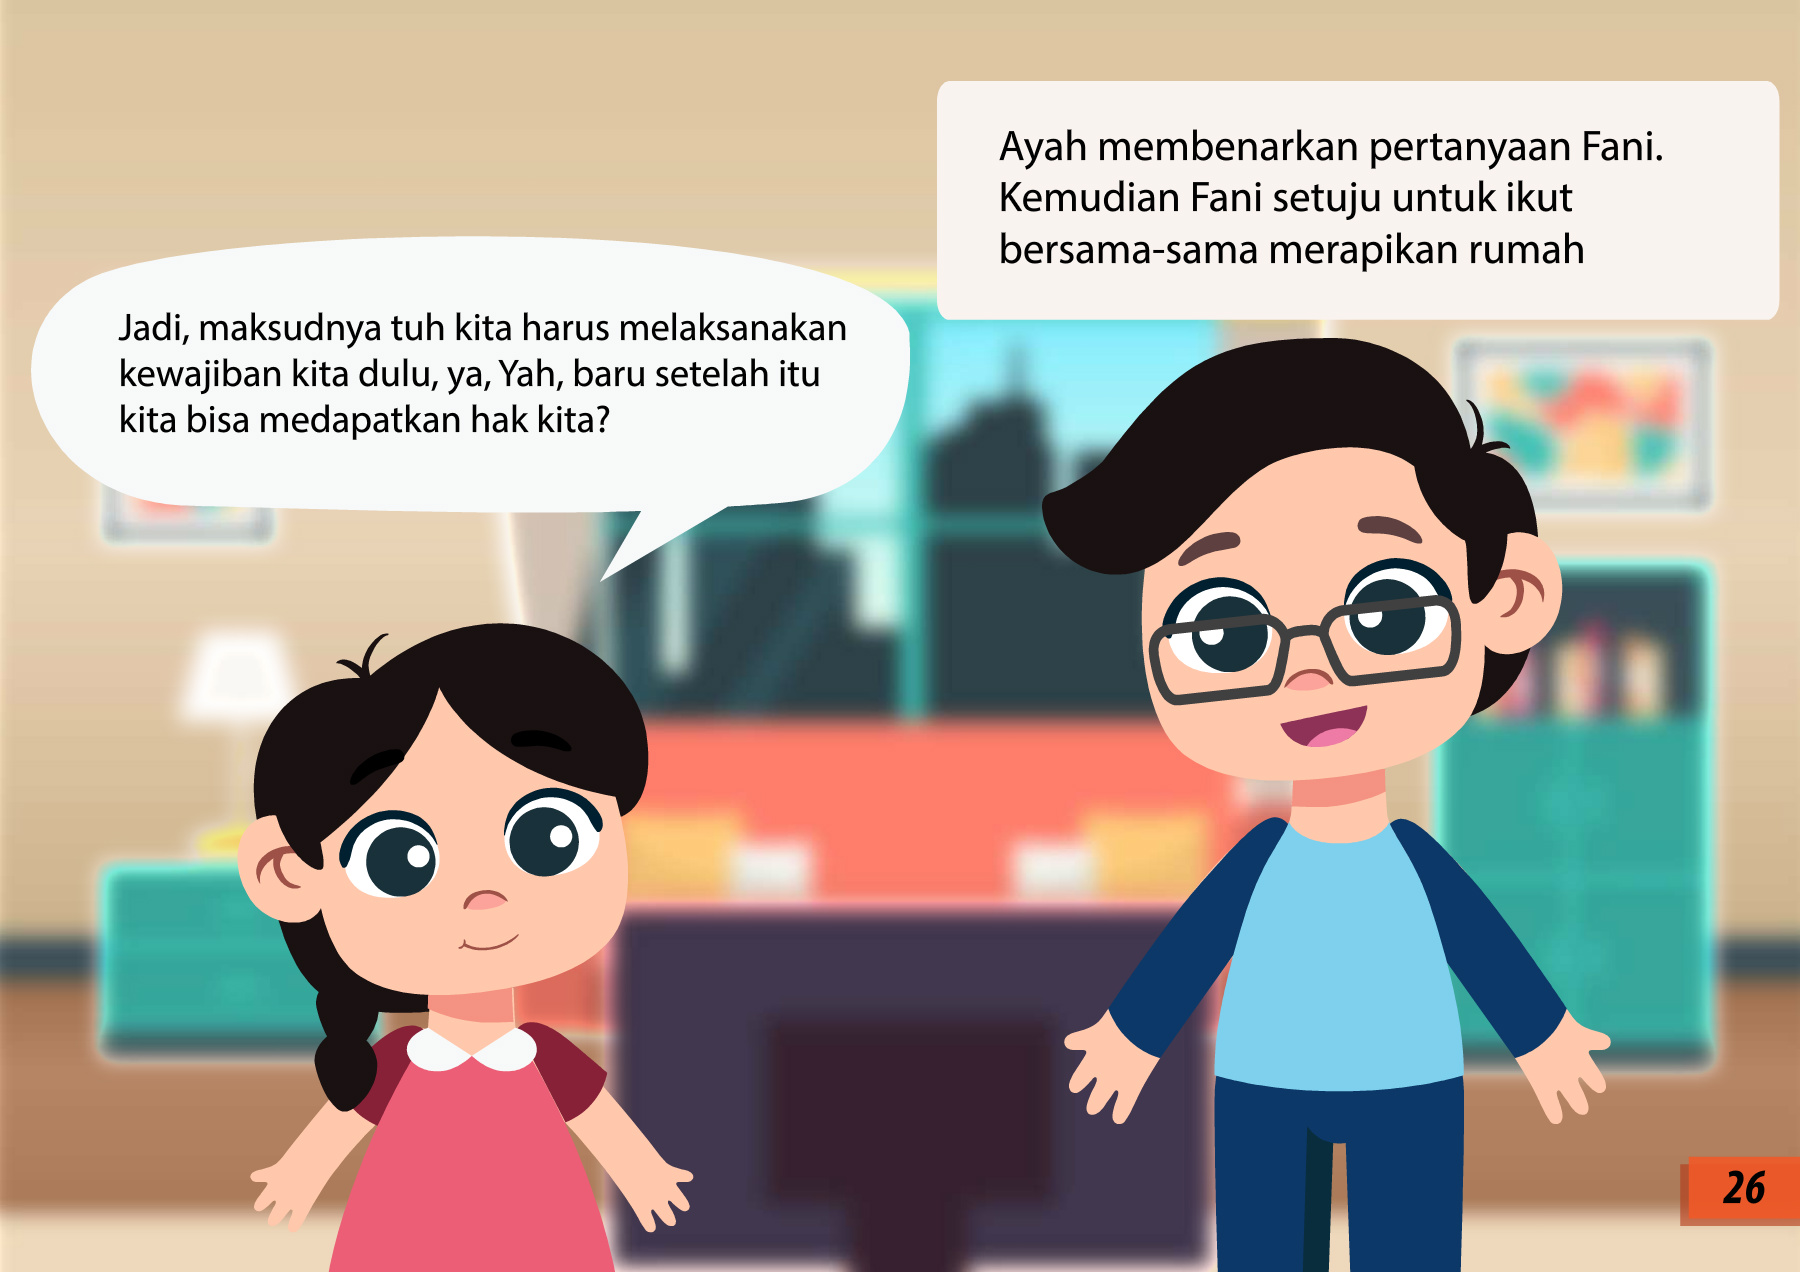 Ayah membenarkan pertanyaan Fani.
Kemudian Fani setuju untuk ikut
bersama-sama merapikan rumah
Jadi, maksudnya tuh kita harus melaksanakan
kewajiban kita dulu, ya, Yah, baru setelah itu
kita bisa medapatkan hak kita?
26